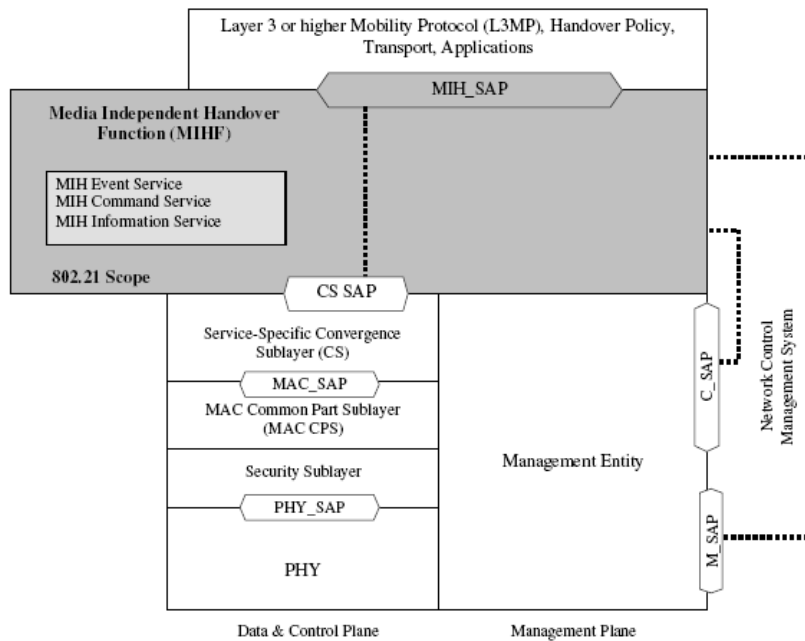 Layer 3 or higher Mobility Protocol (L3MP), Handover Policy,
Transport, Applications
MIH_SAP
Media Independent Handover
Function (MIHF)
MIH Event Service
MIH Command Service
MIH Information Service
802.21 Scope
CS SAP
Service-Specific Convergence
Sublayer (CS)
MAC_SAP
MAC Common Part Sublayer
(MAC CPS)
Security Sublayer
PHY_SAP
PHY
Management Entity
C_SAP
M_SAP
Network Control
Management System
Data & Control Plane
Management Plane